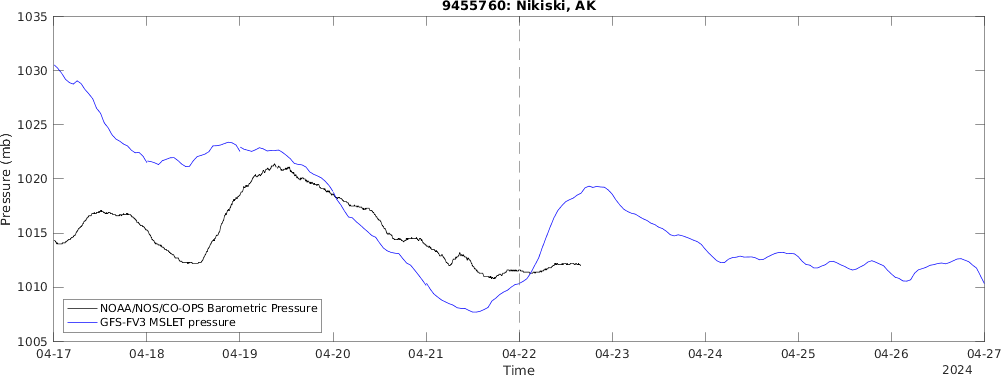 9455760: Nikiski, AK
1035
1030
1025
1020
1015
1010
1005
Pressure (mb)
NOAA/NOS/CO-OPS Barometric Pressure
GFS-FV3 MSLET pressure
04-17 04-18 04-19 04-20 04-21 04-22 04-23 04-24 04-25 04-26 04-27
Time
2024